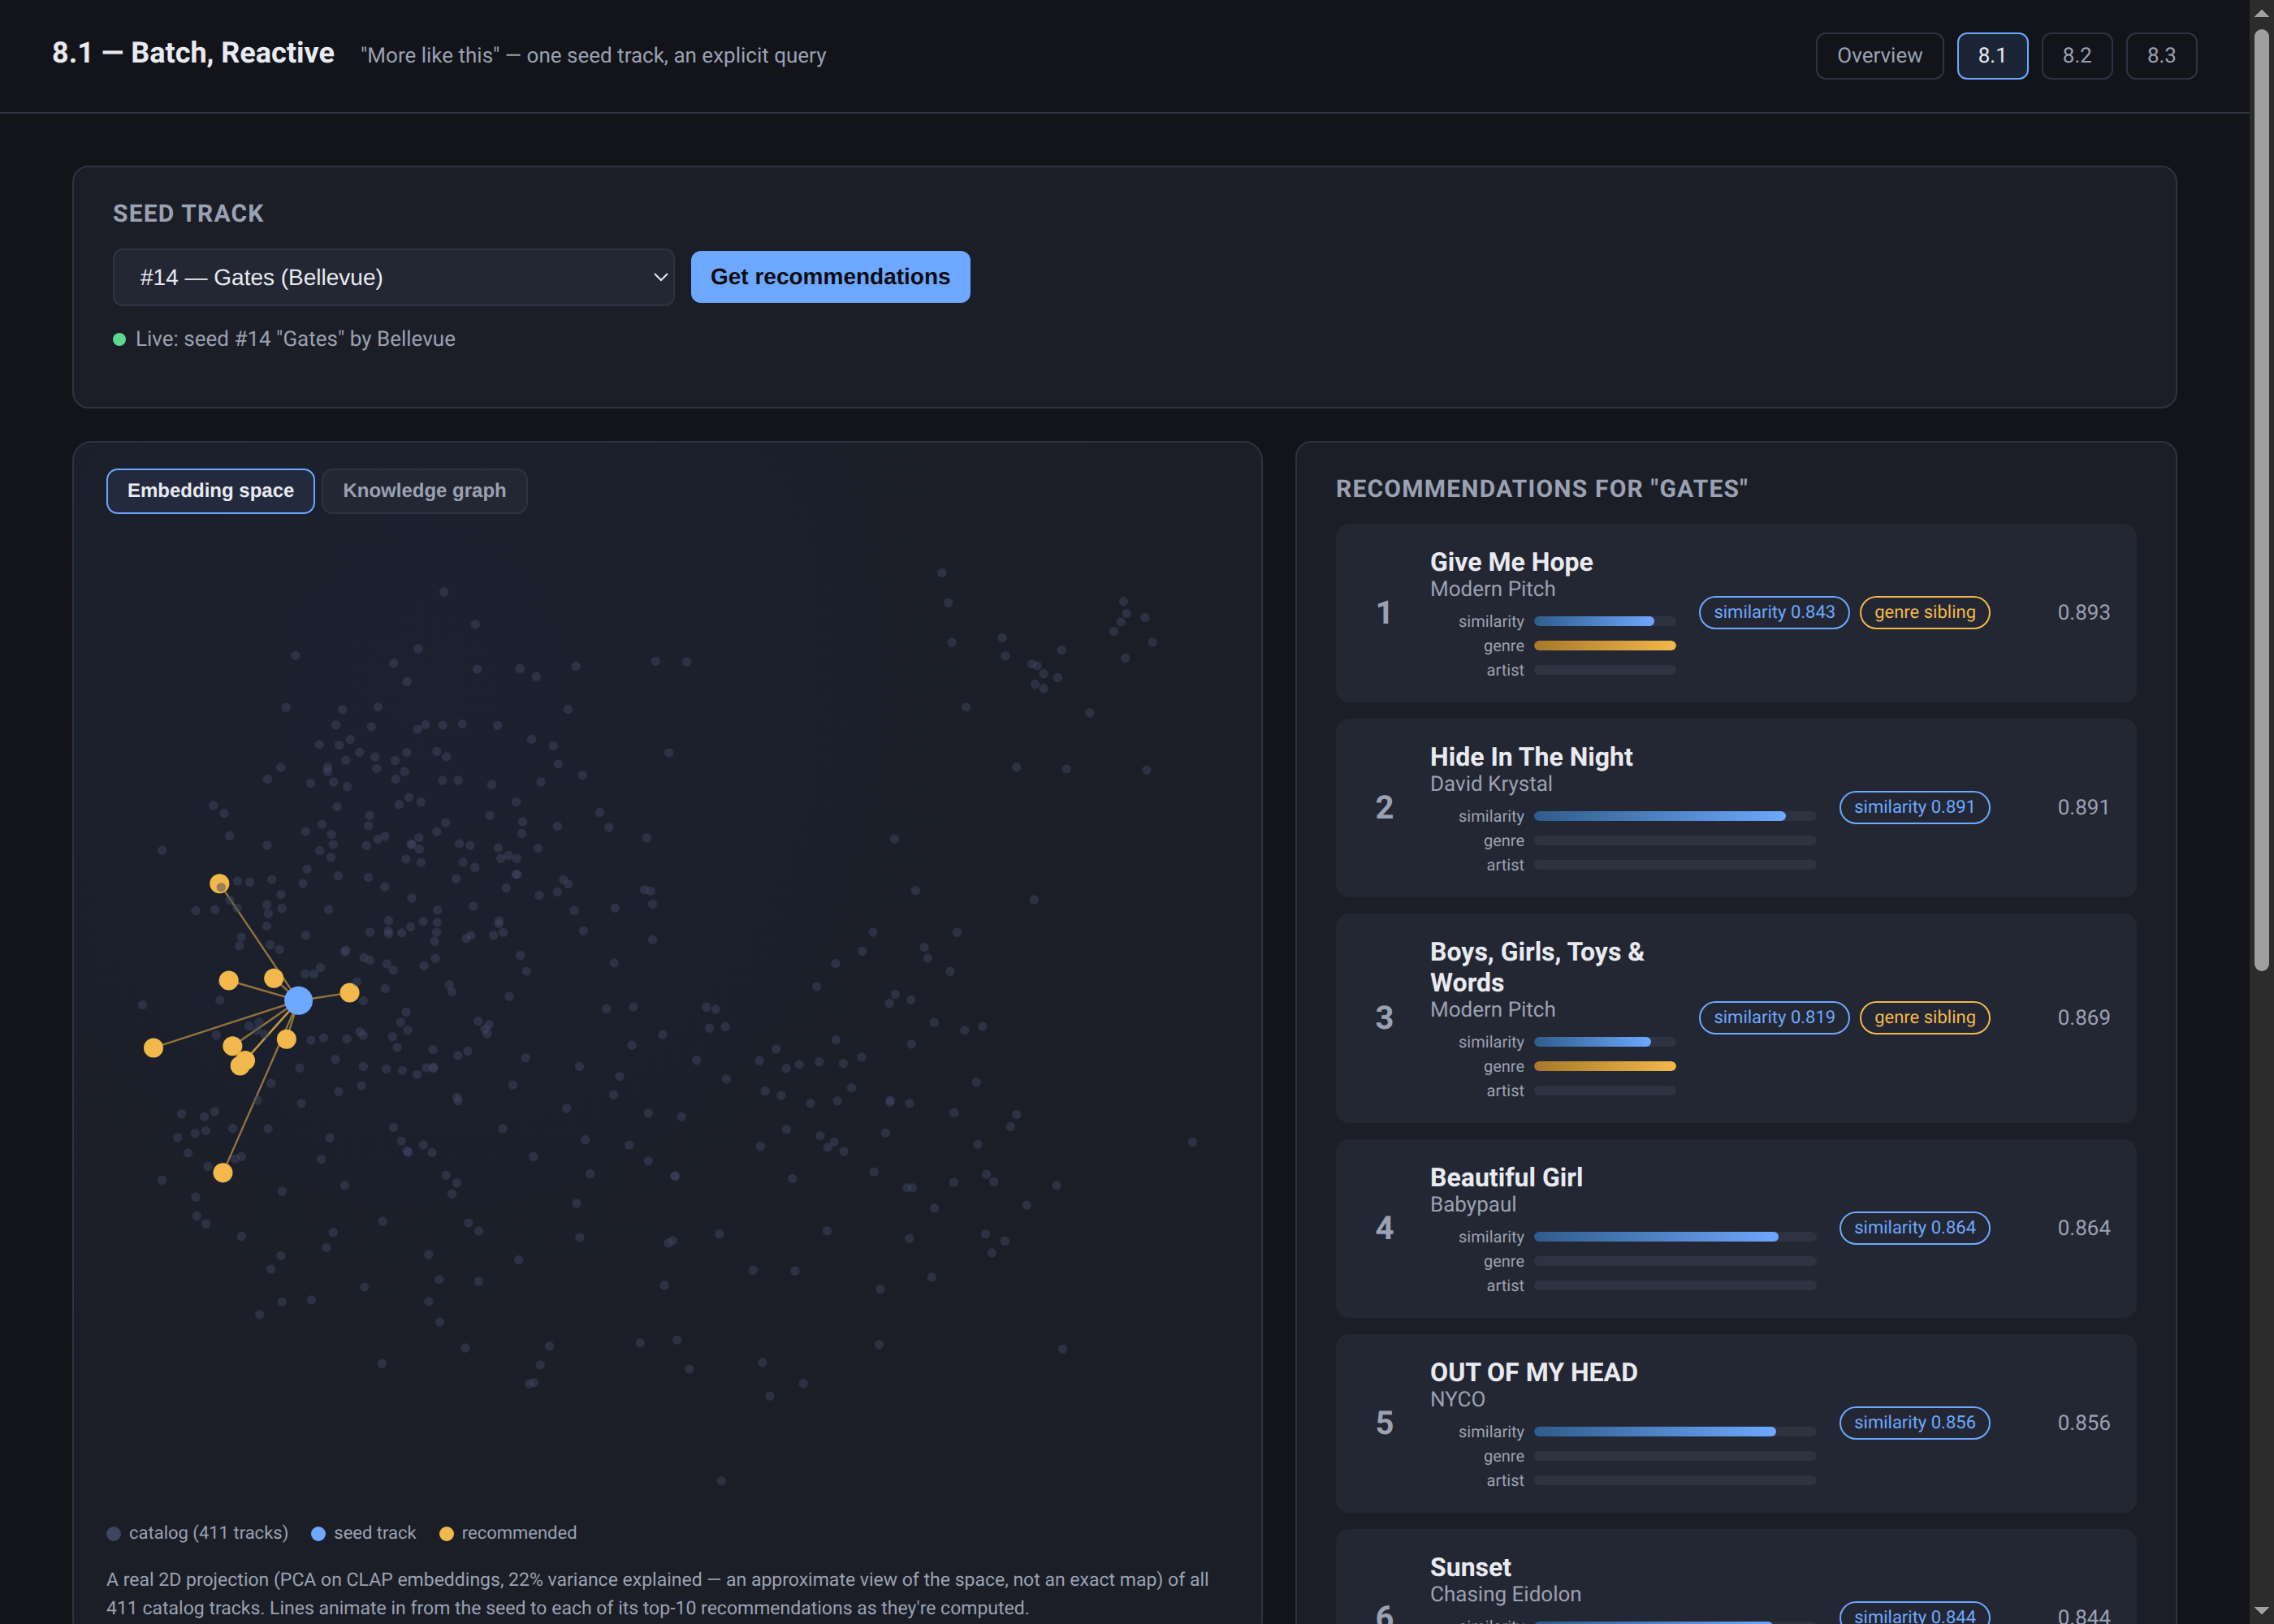 8.1 — Batch, Reactive
"More like this" — one seed track, an explicit query
Overview
8.1
8.2
8.3
SEED TRACK
#14 — Gates (Bellevue)
Get recommendations
Live: seed #14 "Gates" by Bellevue
Embedding space
Knowledge graph
catalog (411 tracks)
seed track
recommended
A real 2D projection (PCA on CLAP embeddings, 22% variance explained — an approximate view of the space, not an exact map) of all
411 catalog tracks. Lines animate in from the seed to each of its top-10 recommendations as they're computed.
RECOMMENDATIONS FOR "GATES"
1
Give Me Hope
Modern Pitch
similarity
genre
artist
similarity 0.843
genre sibling
0.893
2
Hide In The Night
David Krystal
similarity
genre
artist
similarity 0.891
0.891
3
Boys, Girls, Toys &
Words
Modern Pitch
similarity
genre
artist
similarity 0.819
genre sibling
0.869
4
Beautiful Girl
Babypaul
similarity
genre
artist
similarity 0.864
0.864
5
OUT OF MY HEAD
NYCO
similarity
genre
artist
similarity 0.856
0.856
6
Sunset
Chasing Eidolon
similarity 0.844
0.844